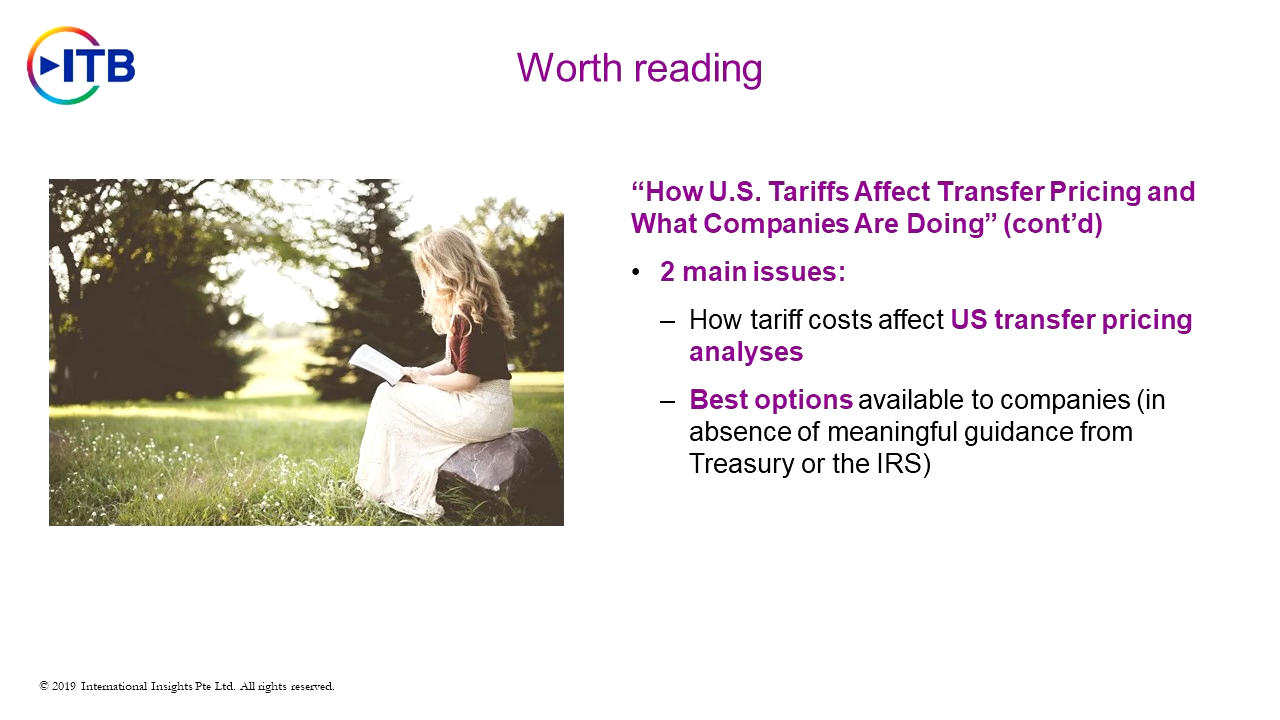 ITB
Worth reading
“How U.S. Tariffs Affect Transfer Pricing and
What Companies Are Doing” (cont’d)
• 2 main issues:
– How tariff costs affect US transfer pricing
analyses
– Best options available to companies (in
absence of meaningful guidance from
Treasury or the IRS)
© 2019 International Insights Pte Ltd. All rights reserved.